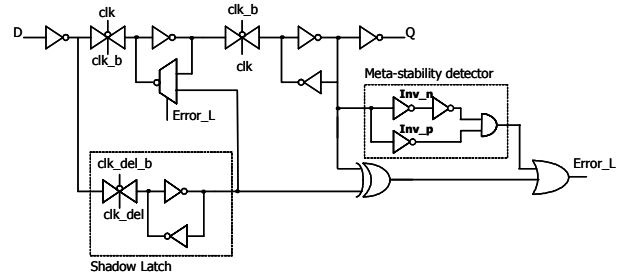 clk
clk_b
D
Q
clk_b
clk
Meta-stability detector
Inv_n
Error_L
Inv_p
clk_del_b
Error_L
clk_del
Shadow Latch